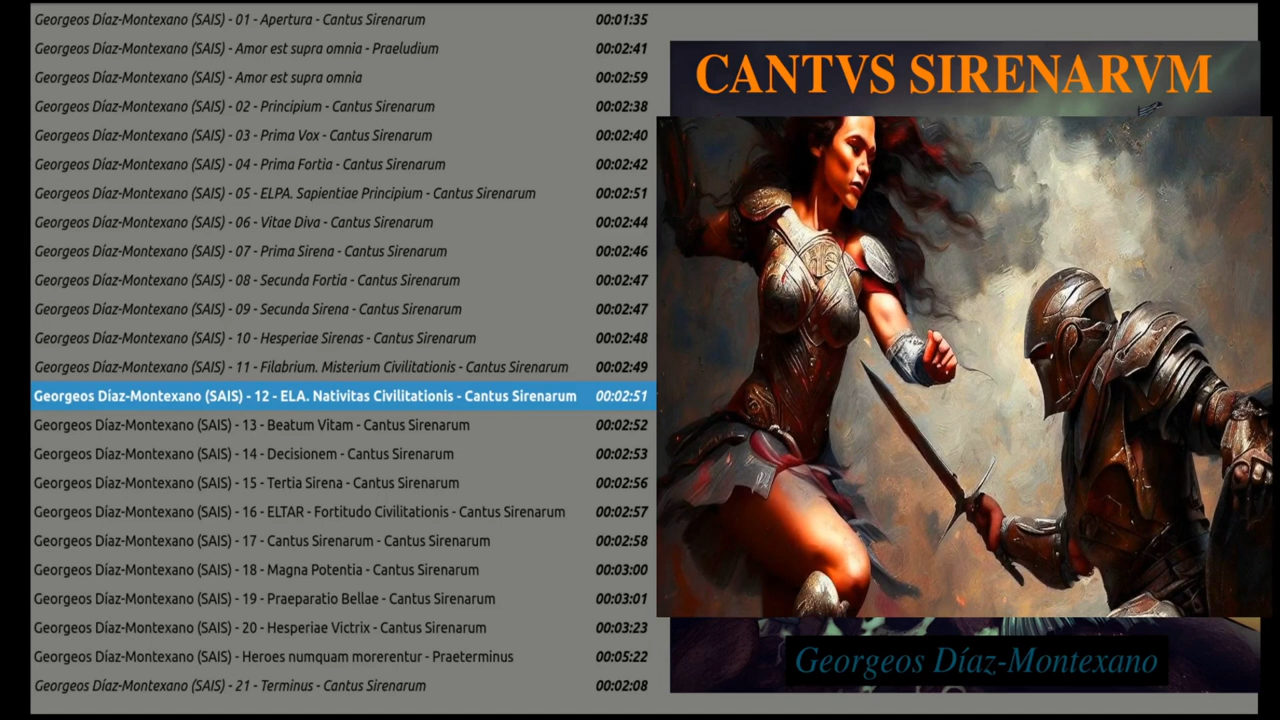 Georgeos Díaz-Montexano (SAIS) - 01 - Apertura - Cantus Sirenarum 00:01:35
Georgeos Díaz-Montexano (SAIS) - Amor est supra omnia - Praeludium 00:02:41
Georgeos Díaz-Montexano (SAIS) - Amor est supra omnia 00:02:59
Georgeos Díaz-Montexano (SAIS) - 02 - Principium - Cantus Sirenarum 00:02:38
Georgeos Díaz-Montexano (SAIS) - 03 - Prima Vox - Cantus Sirenarum 00:02:40
Georgeos Díaz-Montexano (SAIS) - 04 - Prima Fortia - Cantus Sirenarum 00:02:42
Georgeos Díaz-Montexano (SAIS) - 05 - ELPA. Sapientiae Principium - Cantus Sirenarum 00:02:51
Georgeos Díaz-Montexano (SAIS) - 06 - Vitae Diva - Cantus Sirenarum 00:02:44
Georgeos Díaz-Montexano (SAIS) - 07 - Prima Sirena - Cantus Sirenarum 00:02:46
Georgeos Díaz-Montexano (SAIS) - 08 - Secunda Fortia - Cantus Sirenarum 00:02:47
Georgeos Díaz-Montexano (SAIS) - 09 - Secunda Sirena - Cantus Sirenarum 00:02:47
Georgeos Díaz-Montexano (SAIS) - 10 - Hesperiae Sirenas - Cantus Sirenarum 00:02:48
Georgeos Díaz-Montexano (SAIS) - 11 - Filabrium. Misterium Civilitationis - Cantus Sirenarum 00:02:49
Georgeos Díaz-Montexano (SAIS) - 12 - ELA. Nativitas Civilitationis - Cantus Sirenarum 00:02:51
Georgeos Díaz-Montexano (SAIS) - 13 - Beatum Vitam - Cantus Sirenarum 00:02:52
Georgeos Díaz-Montexano (SAIS) - 14 - Decisionem - Cantus Sirenarum 00:02:53
Georgeos Díaz-Montexano (SAIS) - 15 - Tertia Sirena - Cantus Sirenarum 00:02:56
Georgeos Díaz-Montexano (SAIS) - 16 - ELTAR - Fortitudo Civilitationis - Cantus Sirenarum 00:02:57
Georgeos Díaz-Montexano (SAIS) - 17 - Cantus Sirenarum - Cantus Sirenarum 00:02:58
Georgeos Díaz-Montexano (SAIS) - 18 - Magna Potentia - Cantus Sirenarum 00:03:00
Georgeos Díaz-Montexano (SAIS) - 19 - Praeparatio Bellae - Cantus Sirenarum 00:03:01
Georgeos Díaz-Montexano (SAIS) - 20 - Hesperiae Victrix - Cantus Sirenarum 00:03:23
Georgeos Díaz-Montexano (SAIS) - Heroes numquam morerentur - Praeterminus 00:05:22
Georgeos Díaz-Montexano (SAIS) - 21 - Terminus - Cantus Sirenarum 00:02:08
CANTVS SIRENARVM
Georgeos Díaz-Montexano